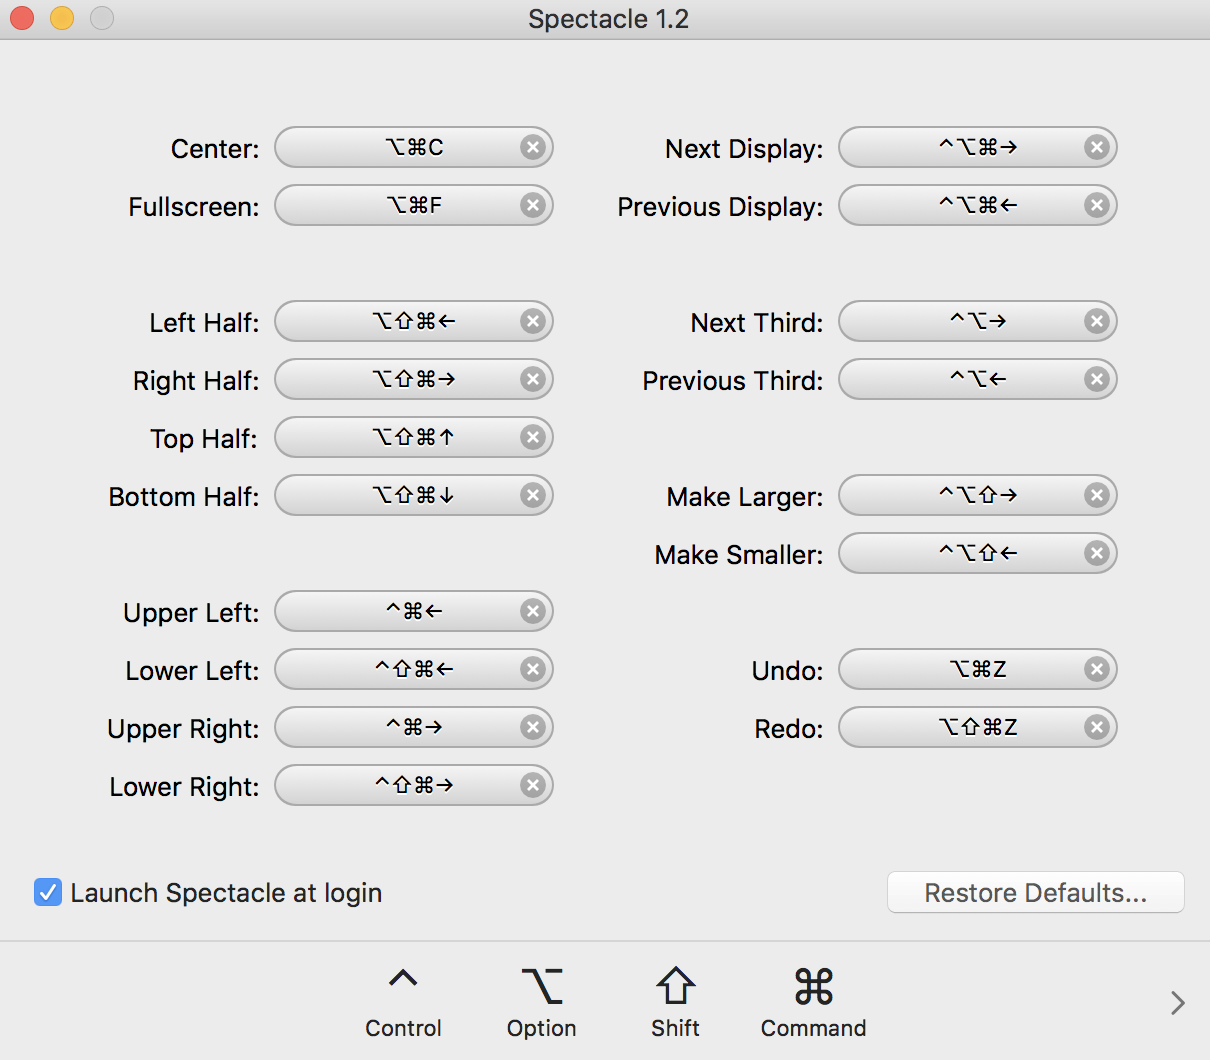 Spectacle 1.2
Center: ⌥⌘C
Fullscreen: ⌥⌘F
Left Half: ⌥⇧⌘←
Right Half: ⌥⇧⌘→
Top Half: ⌥⇧⌘↑
Bottom Half: ⌥⇧⌘↓
Upper Left: ^⌘←
Lower Left: ^⇧⌘←
Upper Right: ^⌘→
Lower Right: ^⇧⌘→
Next Display: ^⌥⌘→
Previous Display: ^⌥⌘←
Next Third: ^⌥→
Previous Third: ^⌥←
Make Larger: ^⌥⇧→
Make Smaller: ^⌥⇧←
Undo: ⌥⌘Z
Redo: ⌥⇧⌘Z
Launch Spectacle at login
Restore Defaults...
^ ⌥ ⇧ ⌘
Control Option Shift Command